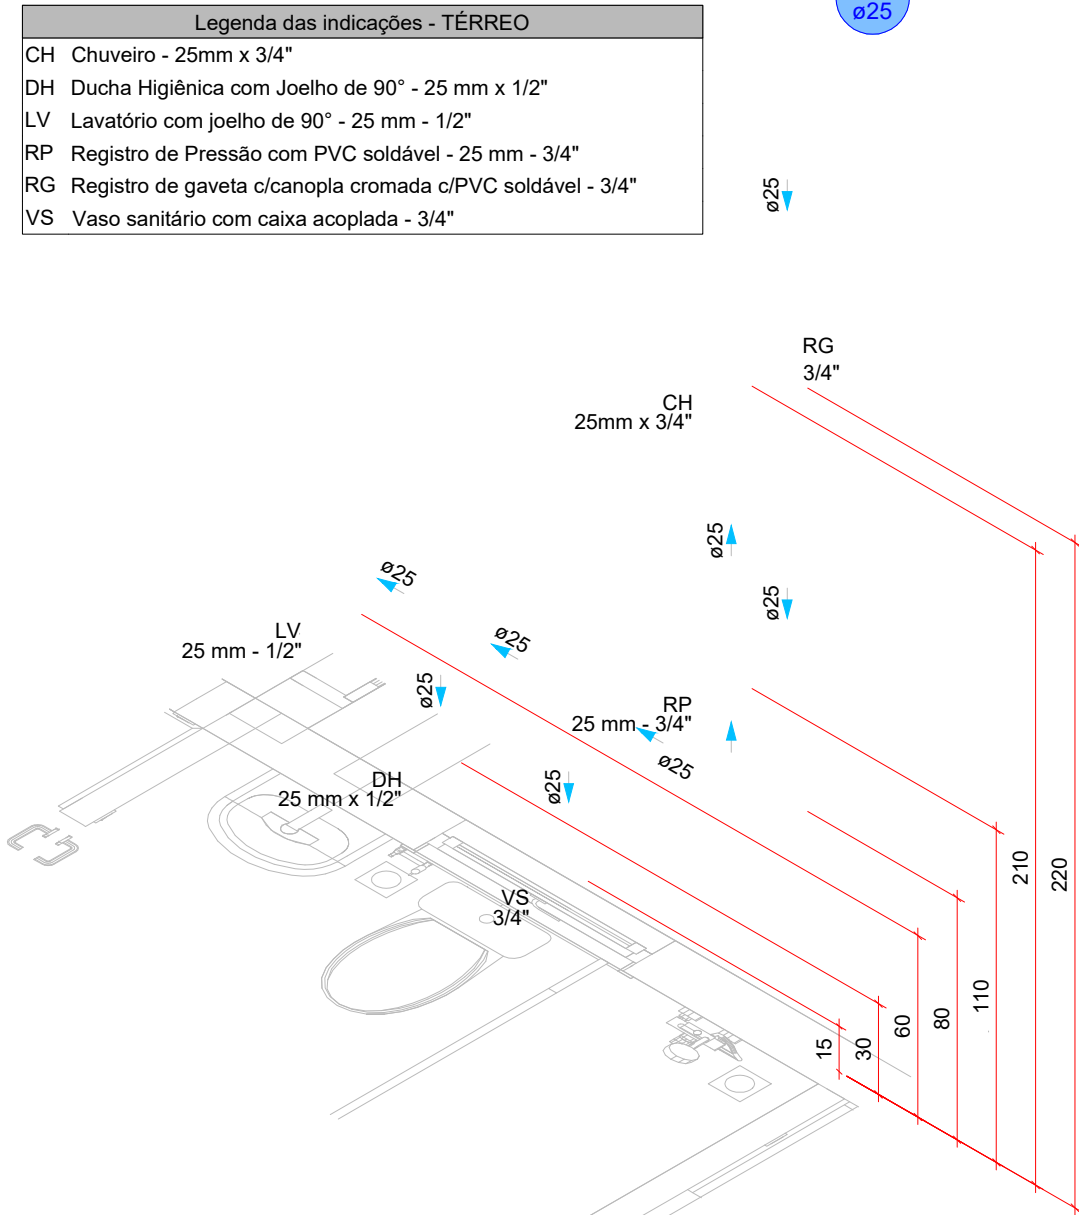 Legenda das indicações - TÉRREO
CH Chuveiro - 25mm x 3/4"
DH Ducha Higiênica com Joelho de 90° - 25 mm x 1/2"
LV Lavatório com joelho de 90° - 25 mm - 1/2"
RP Registro de Pressão com PVC soldável - 25 mm - 3/4"
RG Registro de gaveta c/canopla cromada c/PVC soldável - 3/4"
VS Vaso sanitário com caixa acoplada - 3/4"
ø25
ø25
RG
3/4"
CH
25mm x 3/4"
ø25
ø25
ø25
LV
25 mm - 1/2"
ø25
ø25
RP
25 mm - 3/4"
ø25
DH
25 mm x 1/2"
ø25
VS
3/4"
15
30
60
80
110
210
220